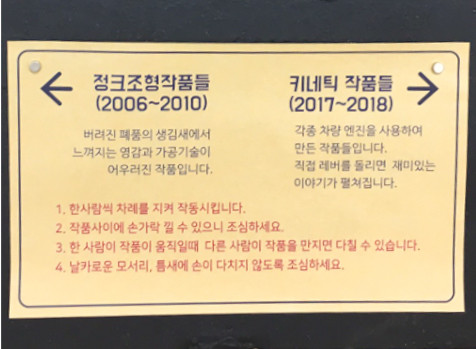 정크조형작품들
(2006~2010)
버려진 폐품의 생김새에서
느껴지는 영감과 가공기술이
어우러진 작품입니다.
키네틱 작품들
(2017~2018)
각종 차량 엔진을 사용하여
만든 작품들입니다.
직접 레버를 돌리면 재미있는
이야기가 펼쳐집니다.
1. 한사람씩 차례를 지켜 작동시킵니다.
2. 작품사이에 손가락 낄 수 있으니 조심하세요.
3. 한 사람이 작품이 움직일때 다른 사람이 작품을 만지면 다칠 수 있습니다.
4. 날카로운 모서리, 틈새에 손이 다치지 않도록 조심하세요.